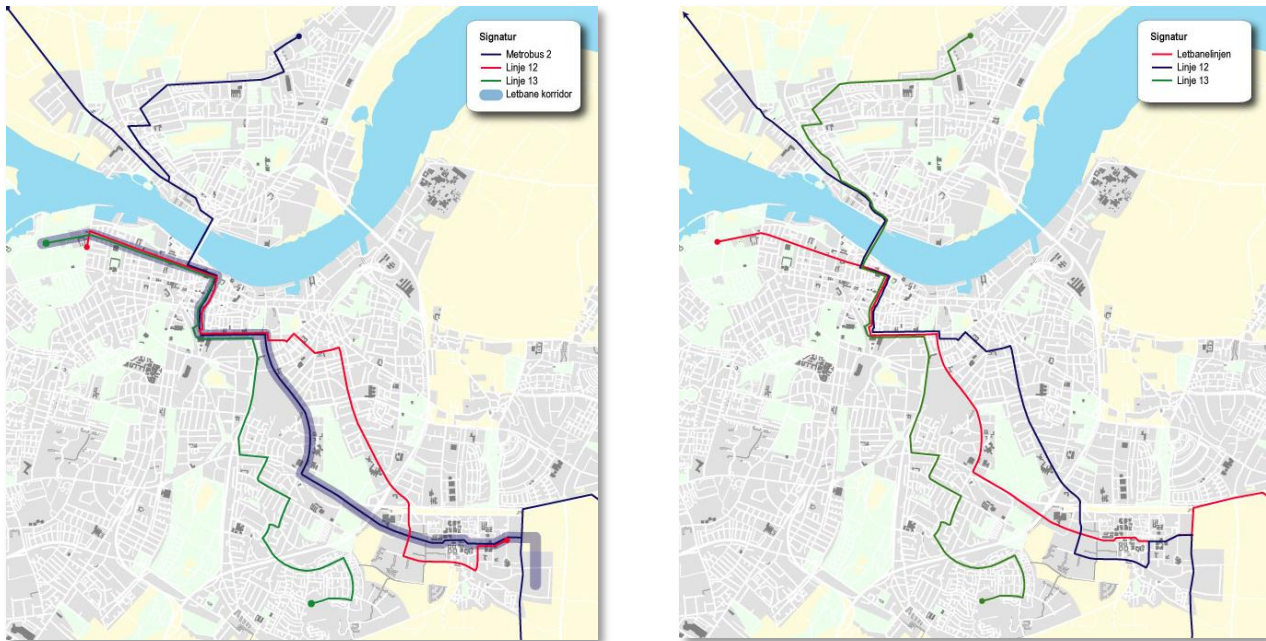 Signatur
Metrobus 2
Linje 12
Linje 13
Letbane korridor
Signatur
Letbanelinjen
Linje 12
Linje 13